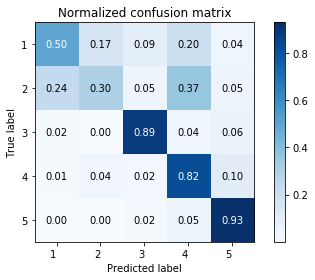 Normalized confusion matrix
1 0.50 0.17 0.09 0.20 0.04
2 0.24 0.30 0.05 0.37 0.05
3 0.02 0.00 0.89 0.04 0.06
4 0.01 0.04 0.02 0.82 0.10
5 0.00 0.00 0.02 0.05 0.93
1 2 3 4 5
True label
Predicted label
0.8
0.6
0.4
0.2